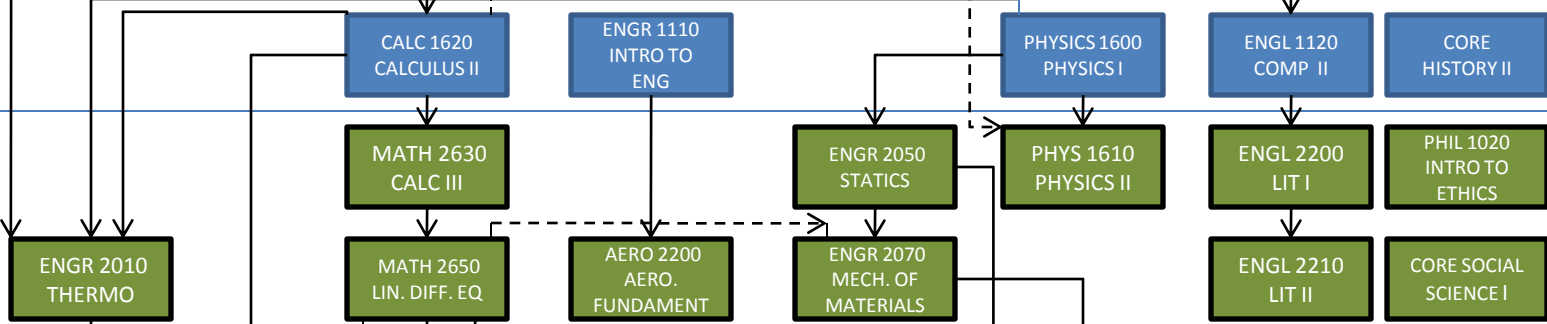 CALC 1620
CALCULUS II
ENGR 1110
INTRO TO
ENG
PHYSICS 1600
PHYSICS I
ENGL 1120
COMP II
CORE
HISTORY II
MATH 2630
CALC III
ENGR 2050
STATICS
PHYS 1610
PHYSICS II
ENGL 2200
LIT I
PHIL 1020
INTRO TO
ETHICS
ENGR 2010
THERMO
MATH 2650
LIN. DIFF. EQ
AERO 2200
AERO.
FUNDAMENT
ENGR 2070
MECH. OF
MATERIALS
ENGL 2210
LIT II
CORE SOCIAL
SCIENCE I